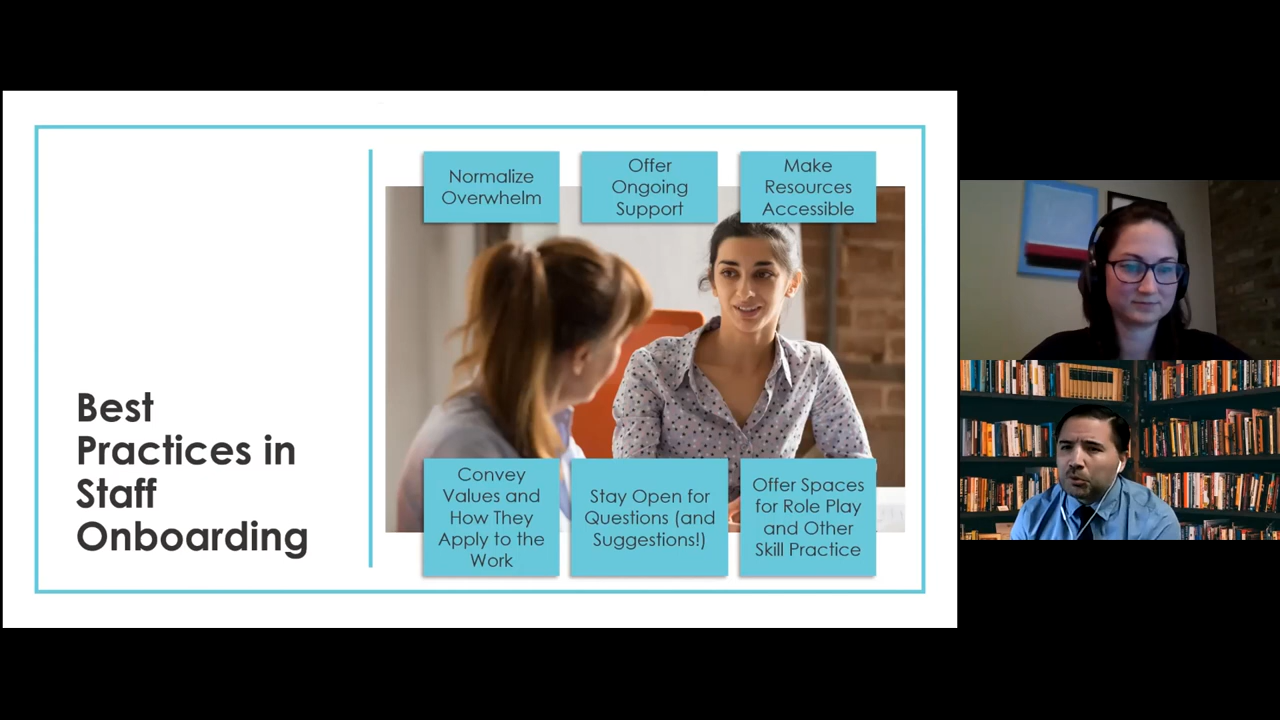 Best
Practices in
Staff
Onboarding
Normalize
Overwhelm
Offer
Ongoing
Support
Make
Resources
Accessible
Convey
Values and
How They
Apply to the
Work
Stay Open for
Questions (and
Suggestions!)
Offer Spaces
for Role Play
and Other
Skill Practice